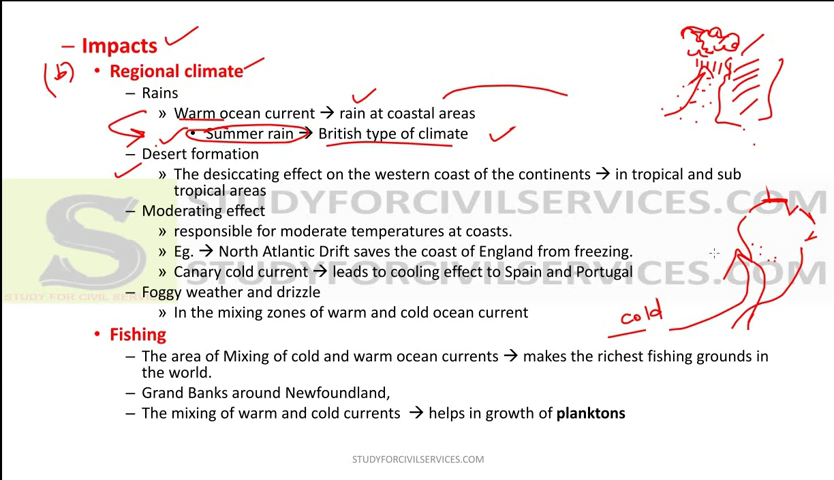 – Impacts
(b)
• Regional climate
– Rains
» Warm ocean current → rain at coastal areas
• Summer rain → British type of climate
– Desert formation
» The desiccating effect on the western coast of the continents → in tropical and sub
tropical areas
STUDYFORCIVILSERVICES.COM
– Moderating effect
» responsible for moderate temperatures at coasts.
» Eg. → North Atlantic Drift saves the coast of England from freezing.
» Canary cold current → leads to cooling effect to Spain and Portugal
STUDYFORCIVILSERVICES.COM
S
STUDY FOR CIVIL SERVICES
– Foggy weather and drizzle
» In the mixing zones of warm and cold ocean current
cold
• Fishing
– The area of Mixing of cold and warm ocean currents → makes the richest fishing grounds in
the world.
– Grand Banks around Newfoundland,
– The mixing of warm and cold currents → helps in growth of planktons
STUDYFORCIVILSERVICES.COM